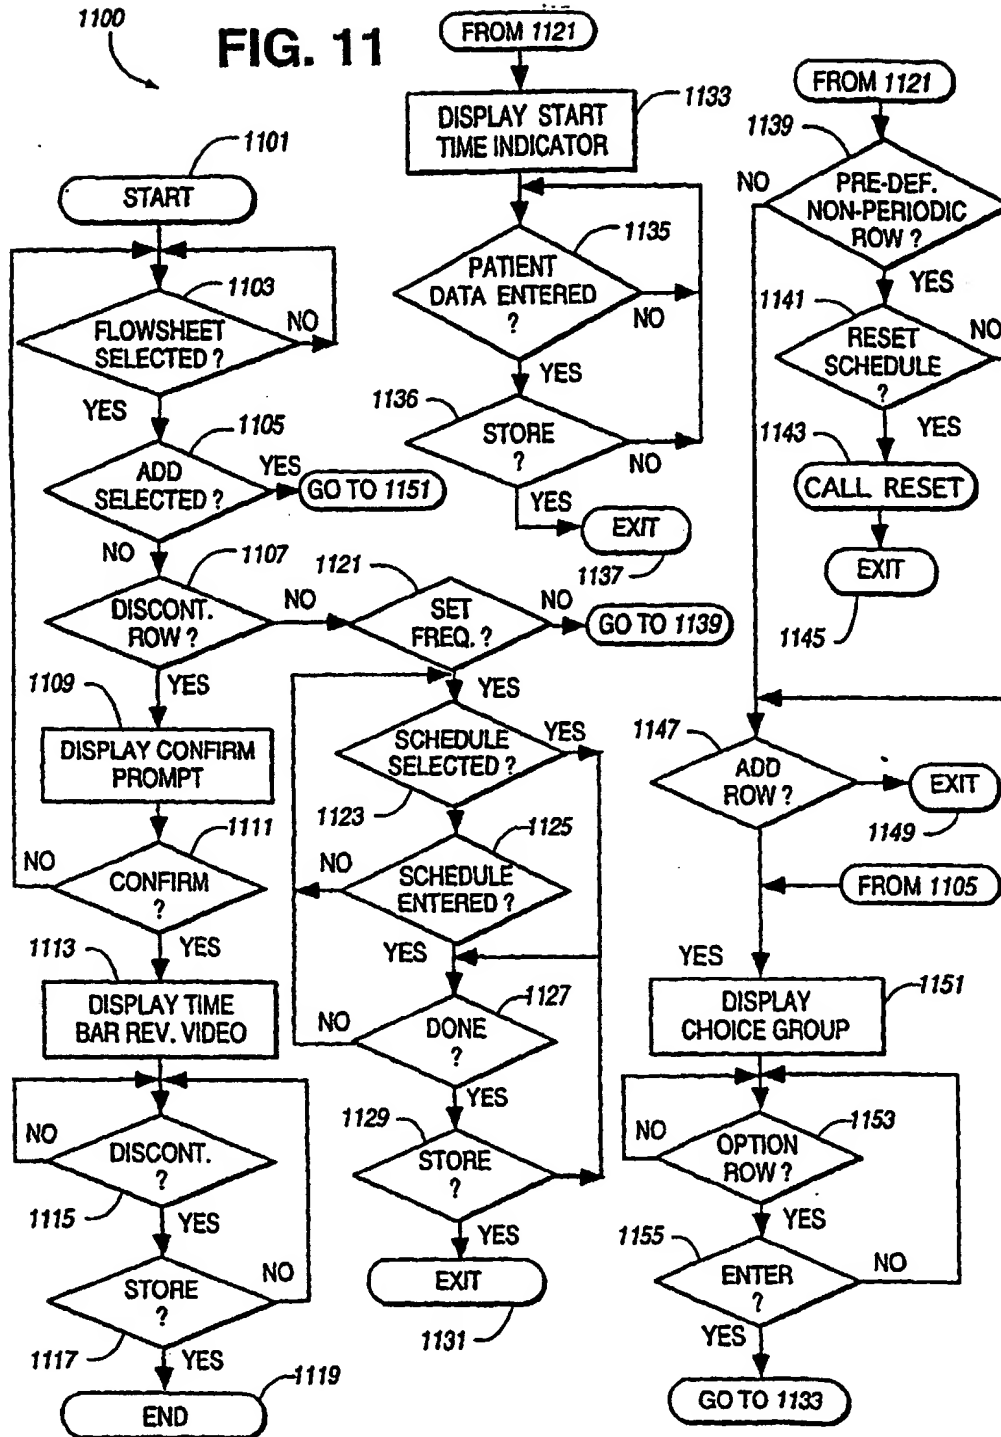 1100
FIG. 11
1101
START
1103
FLOWSHEET
SELECTED ?
NO
YES
1105
ADD
SELECTED ?
YES
GO TO 1151
NO
1107
DISCONT.
ROW ?
NO
YES
1109
DISPLAY CONFIRM
PROMPT
1111
NO
CONFIRM
?
YES
1113
DISPLAY TIME
BAR REV. VIDEO
NO
DISCONT.
?
1115
YES
STORE
?
NO
1117
YES
1119
END
1121
SET
FREQ. ?
NO
GO TO 1139
YES
SCHEDULE
SELECTED ?
YES
1123
1125
NO
SCHEDULE
ENTERED ?
YES
1127
NO
DONE
?
YES
1129
STORE
?
YES
EXIT
1131
FROM 1121
1133
DISPLAY START
TIME INDICATOR
1135
PATIENT
DATA ENTERED
?
NO
YES
1136
STORE
?
NO
YES
EXIT
1137
FROM 1121
1139
NO
PRE-DEF.
NON-PERIODIC
ROW ?
YES
1141
RESET
SCHEDULE
?
NO
YES
1143
CALL RESET
EXIT
1145
1147
ADD
ROW ?
EXIT
1149
FROM 1105
YES
1151
DISPLAY
CHOICE GROUP
1153
NO
OPTION
ROW ?
YES
1155
ENTER
?
NO
YES
GO TO 1133